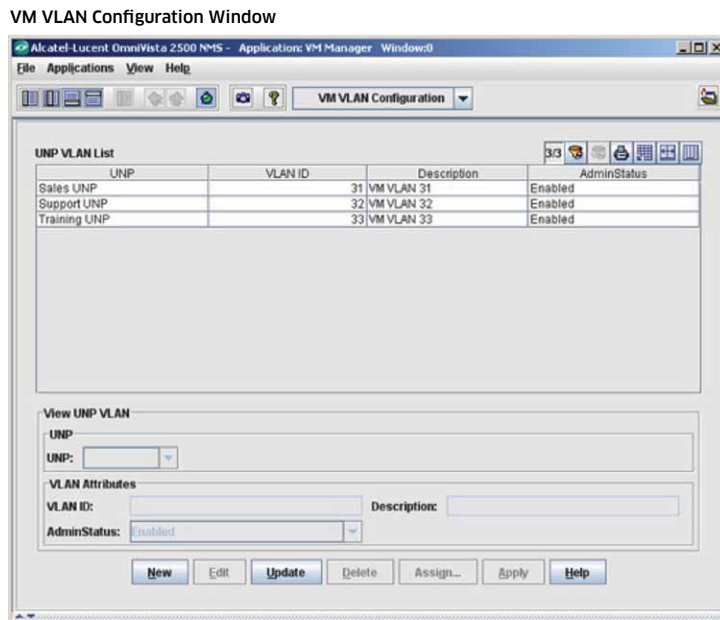 VM VLAN Configuration Window
Alcatel-Lucent OmniVista 2500 NMS - Application: VM Manager Window:0
File Applications View Help
VM VLAN Configuration
UNP VLAN List 3/3
UNP VLAN ID Description AdminStatus
Sales UNP 31 VM VLAN 31 Enabled
Support UNP 32 VM VLAN 32 Enabled
Training UNP 33 VM VLAN 33 Enabled
View UNP VLAN
UNP
UNP:
VLAN Attributes
VLAN ID: Description:
AdminStatus: Enabled
New Edit Update Delete Assign... Apply Help